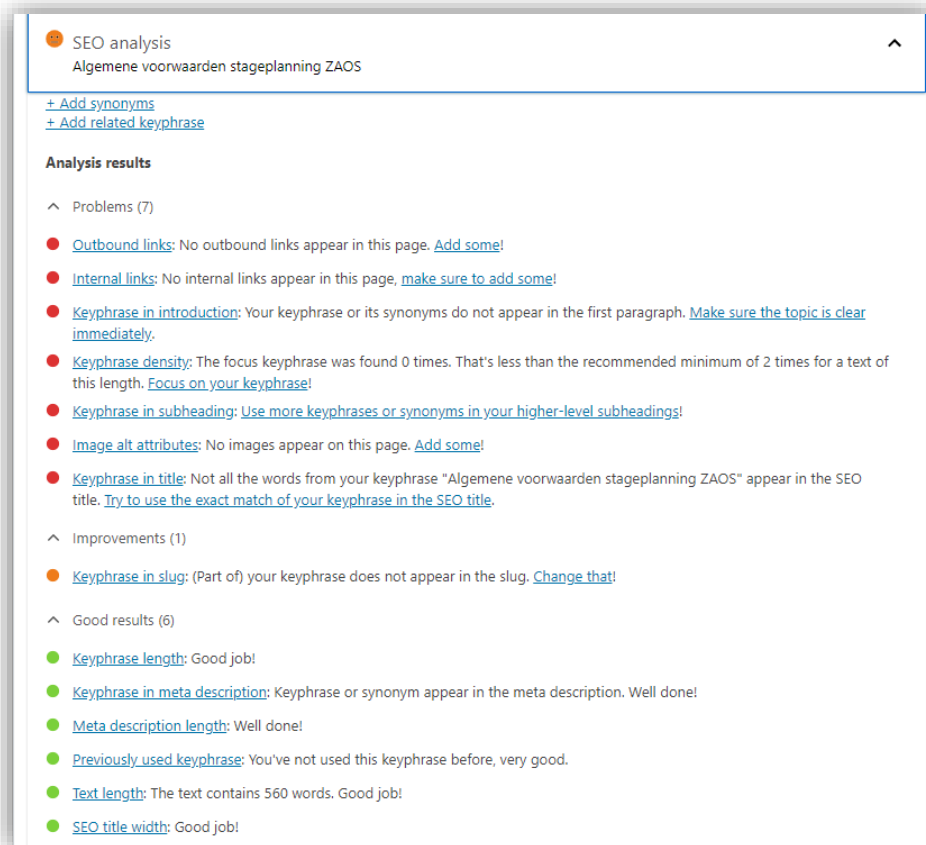 SEO analysis
Algemene voorwaarden stageplanning ZAOS
+ Add synonyms
+ Add related keyphrase
Analysis results
Problems (7)
Outbound links: No outbound links appear in this page. Add some!
Internal links: No internal links appear in this page, make sure to add some!
Keyphrase in introduction: Your keyphrase or its synonyms do not appear in the first paragraph. Make sure the topic is clear
immediately.
Keyphrase density: The focus keyphrase was found 0 times. That's less than the recommended minimum of 2 times for a text of
this length. Focus on your keyphrase!
Keyphrase in subheading: Use more keyphrases or synonyms in your higher-level subheadings!
Image alt attributes: No images appear on this page. Add some!
Keyphrase in title: Not all the words from your keyphrase "Algemene voorwaarden stageplanning ZAOS" appear in the SEO
title. Try to use the exact match of your keyphrase in the SEO title.
Improvements (1)
Keyphrase in slug: (Part of) your keyphrase does not appear in the slug. Change that!
Good results (6)
Keyphrase length: Good job!
Keyphrase in meta description: Keyphrase or synonym appear in the meta description. Well done!
Meta description length: Well done!
Previously used keyphrase: You've not used this keyphrase before, very good.
Text length: The text contains 560 words. Good job!
SEO title width: Good job!